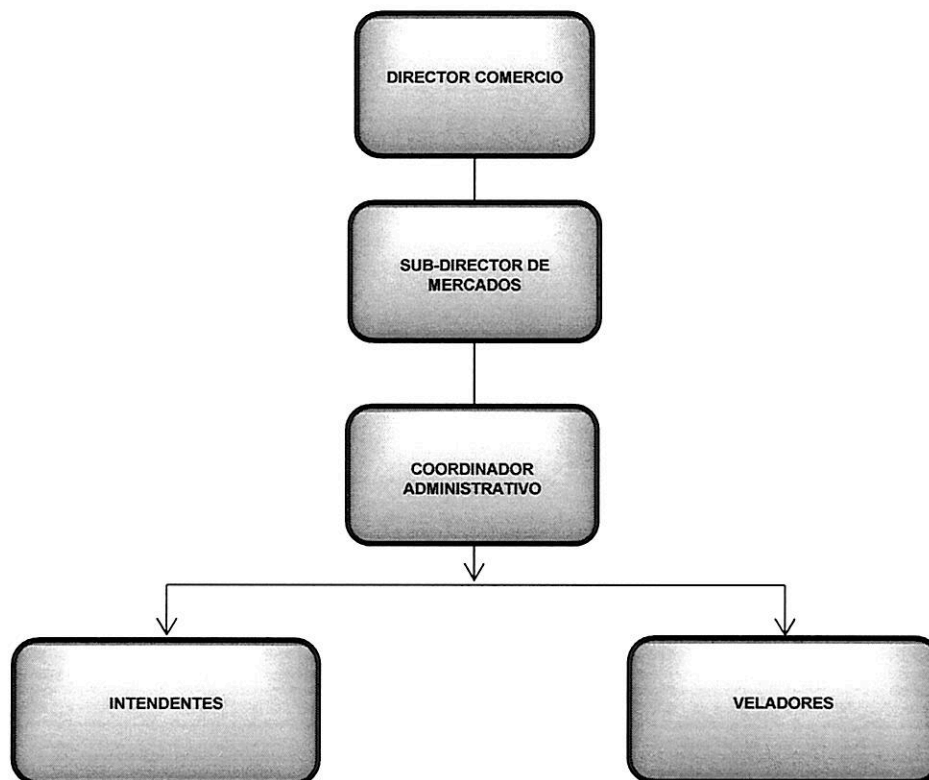 DIRECTOR COMERCIO
SUB-DIRECTOR DE
MERCADOS
COORDINADOR
ADMINISTRATIVO
INTENDENTES
VELADORES